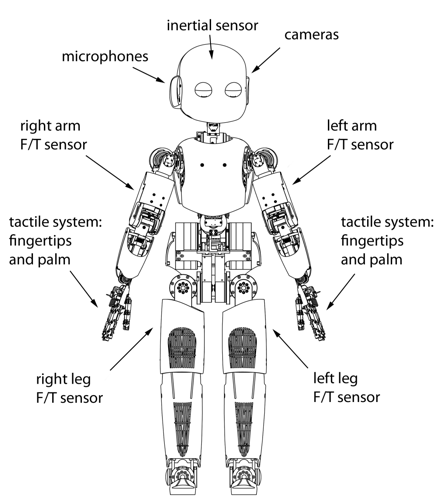 inertial sensor
cameras
microphones
right arm
F/T sensor
left arm
F/T sensor
tactile system:
fingertips
and palm
tactile system:
fingertips
and palm
right leg
F/T sensor
left leg
F/T sensor